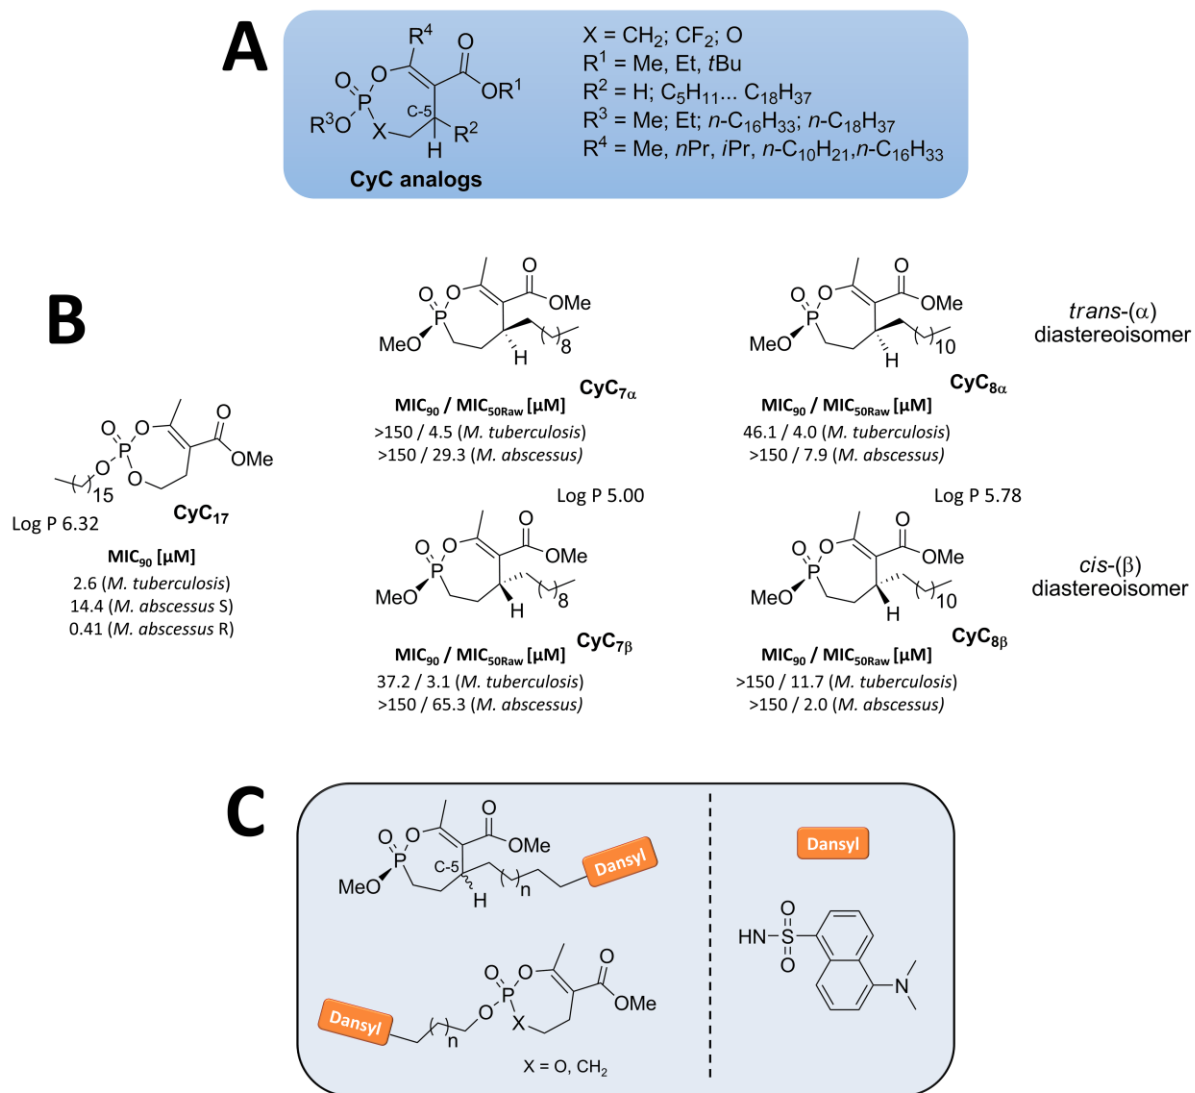 A
R⁴
O
O
O
P
OR¹
C-5
R³O
R²
X
H
CyC analogs
X = CH₂; CF₂; O
R¹ = Me, Et, tBu
R² = H; C₅H₁₁... C₁₈H₃₇
R³ = Me; Et; n-C₁₆H₃₃; n-C₁₈H₃₇
R⁴ = Me, nPr, iPr, n-C₁₀H₂₁,n-C₁₆H₃₃
B
O
O
O
P
OMe
O
O
15
Log P 6.32
CyC₁₇
MIC₉₀ [µM]
2.6 (M. tuberculosis)
14.4 (M. abscessus S)
0.41 (M. abscessus R)
O
O
O
P
OMe
MeO
H
8
CyC₇α
MIC₉₀ / MIC₅₀Raw [µM]
>150 / 4.5 (M. tuberculosis)
>150 / 29.3 (M. abscessus)
O
O
O
P
OMe
MeO
H
10
CyC₈α
MIC₉₀ / MIC₅₀Raw [µM]
46.1 / 4.0 (M. tuberculosis)
>150 / 7.9 (M. abscessus)
trans-(α)
diastereoisomer
Log P 5.00
O
O
O
P
OMe
MeO
H
8
CyC₇β
MIC₉₀ / MIC₅₀Raw [µM]
37.2 / 3.1 (M. tuberculosis)
>150 / 65.3 (M. abscessus)
Log P 5.78
O
O
O
P
OMe
MeO
H
10
CyC₈β
MIC₉₀ / MIC₅₀Raw [µM]
>150 / 11.7 (M. tuberculosis)
>150 / 2.0 (M. abscessus)
cis-(β)
diastereoisomer
C
O
O
O
P
OMe
C-5
MeO
H
n
Dansyl
O
O
O
P
OMe
O
X
Dansyl
n
X = O, CH₂
Dansyl
O
HN
S
O
N